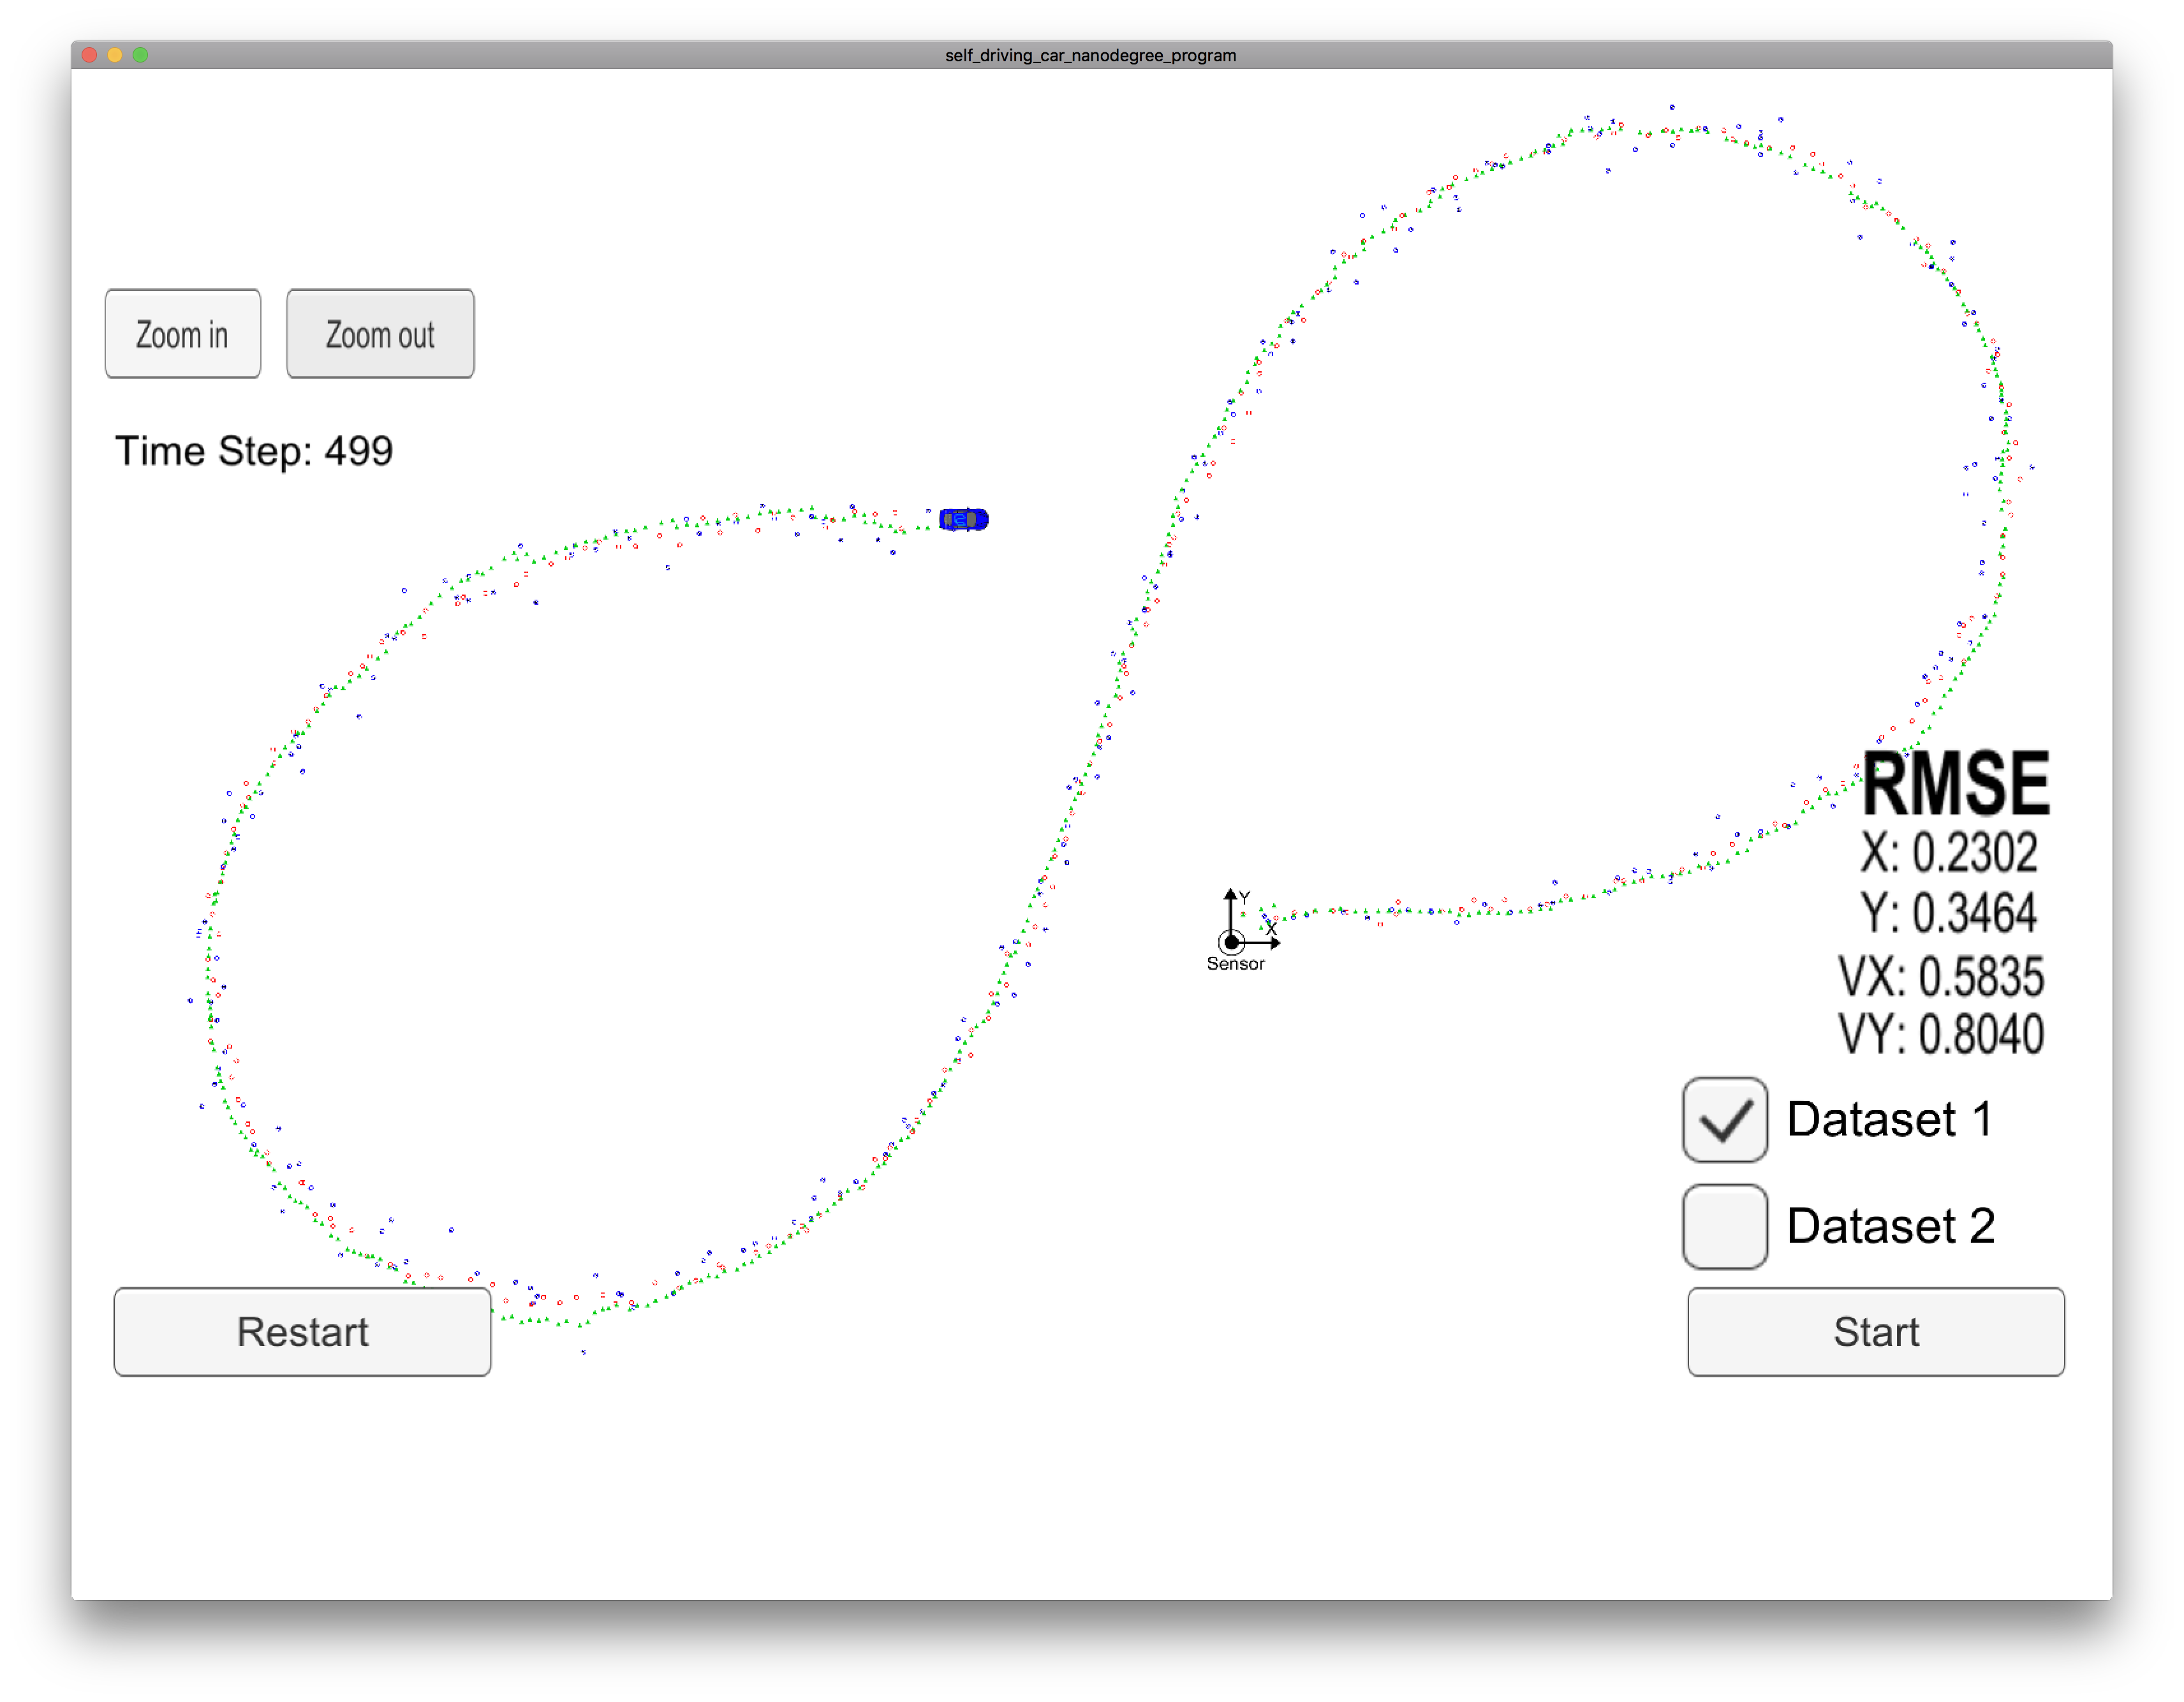 self_driving_car_nanodegree_program
Zoom in
Zoom out
Time Step: 499
RMSE
X: 0.2302
Y: 0.3464
VX: 0.5835
VY: 0.8040
Y
X
Sensor
Dataset 1
Dataset 2
Restart
Start